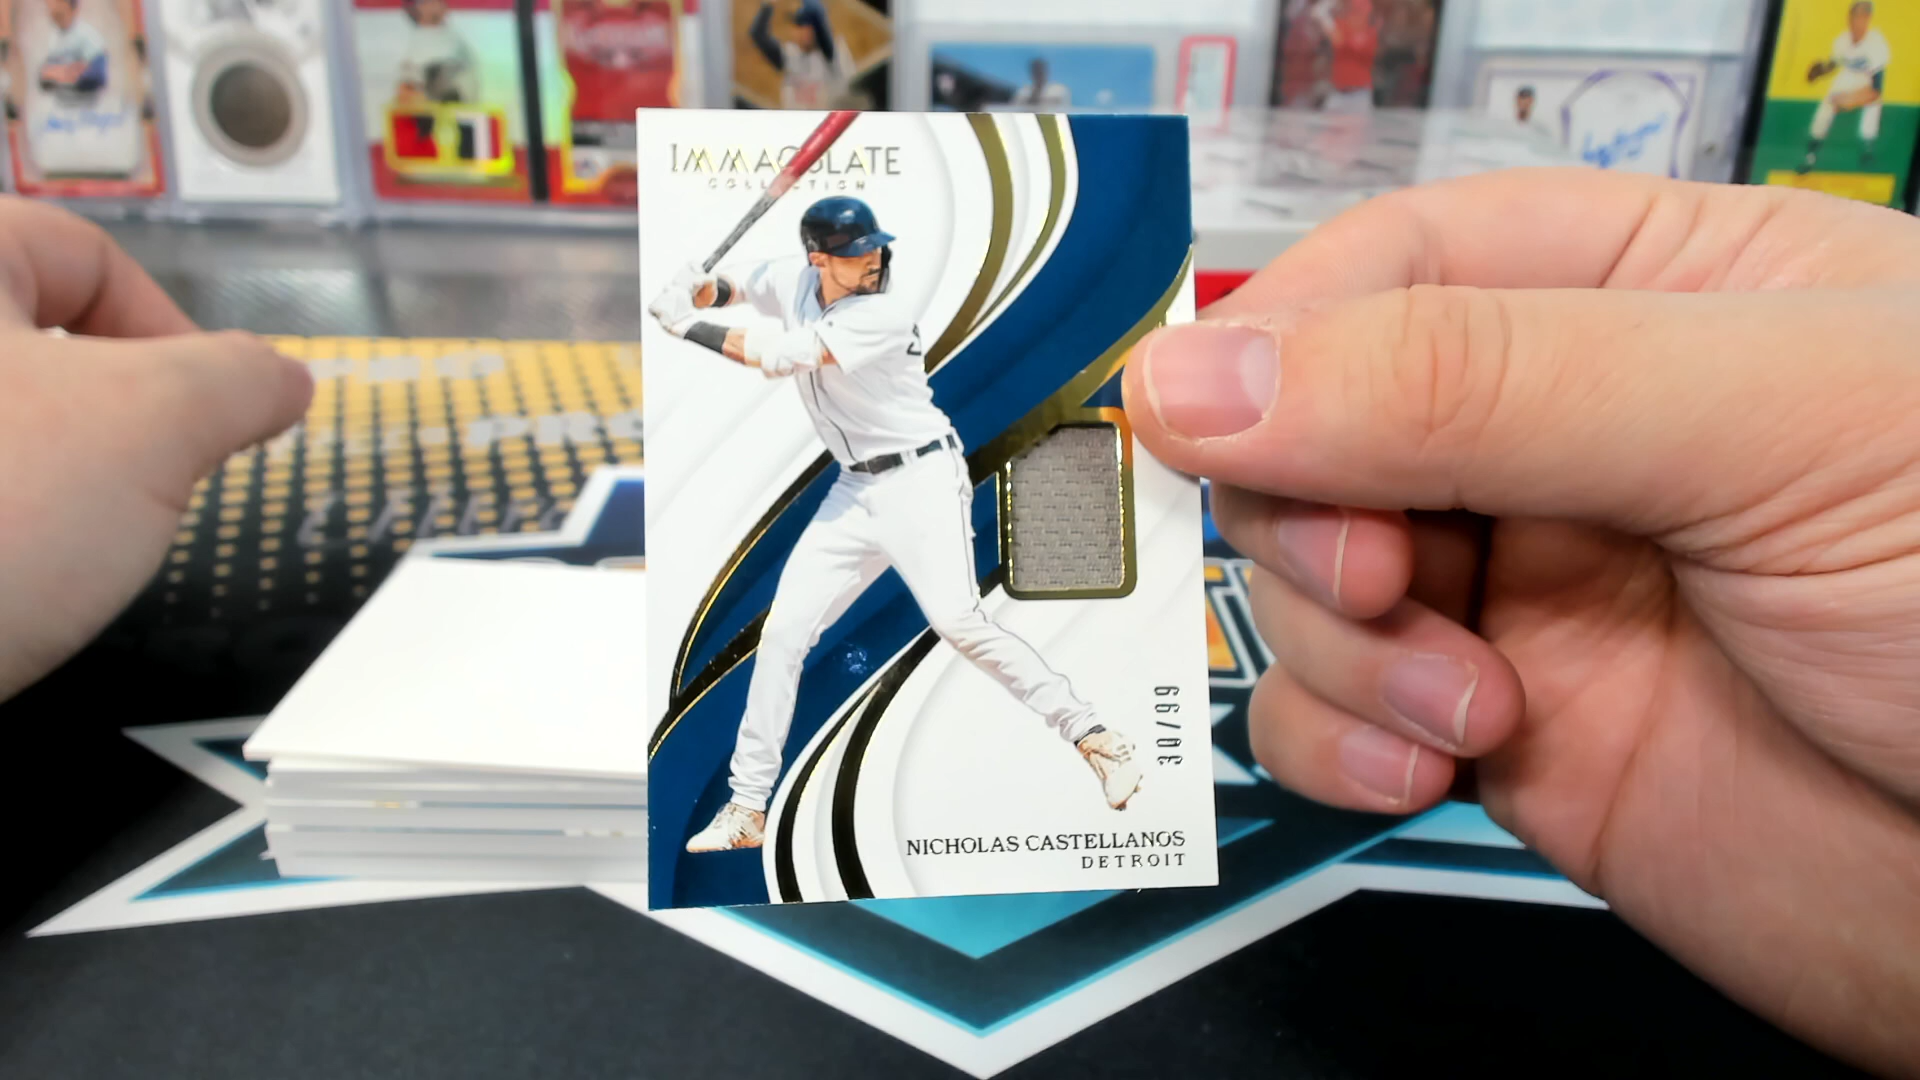 IMMACULATE
COLLECTION
30/99
NICHOLAS CASTELLANOS
DETROIT